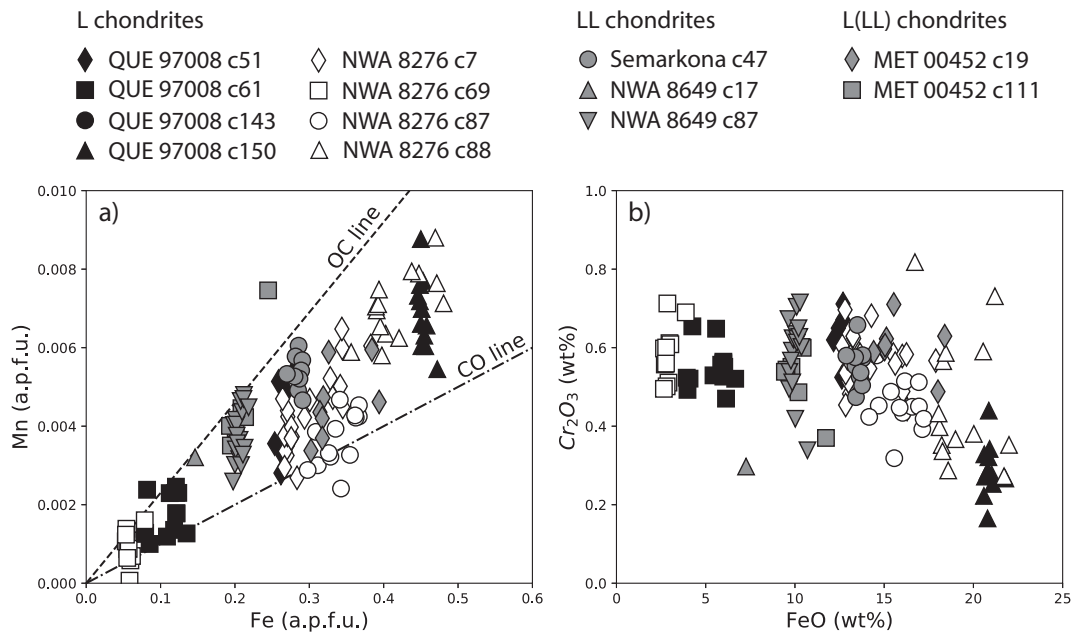 L chondrites
LL chondrites
L(LL) chondrites
QUE 97008 c51
NWA 8276 c7
Semarkona c47
MET 00452 c19
QUE 97008 c61
NWA 8276 c69
NWA 8649 c17
MET 00452 c111
QUE 97008 c143
NWA 8276 c87
NWA 8649 c87
QUE 97008 c150
NWA 8276 c88
a)
OC line
CO line
0.010
0.008
0.006
0.004
0.002
0.000
Mn (a.p.f.u.)
0.0 0.1 0.2 0.3 0.4 0.5 0.6
Fe (a.p.f.u.)
b)
1.0
0.8
0.6
0.4
0.2
0.0
Cr2O3 (wt%)
0 5 10 15 20 25
FeO (wt%)